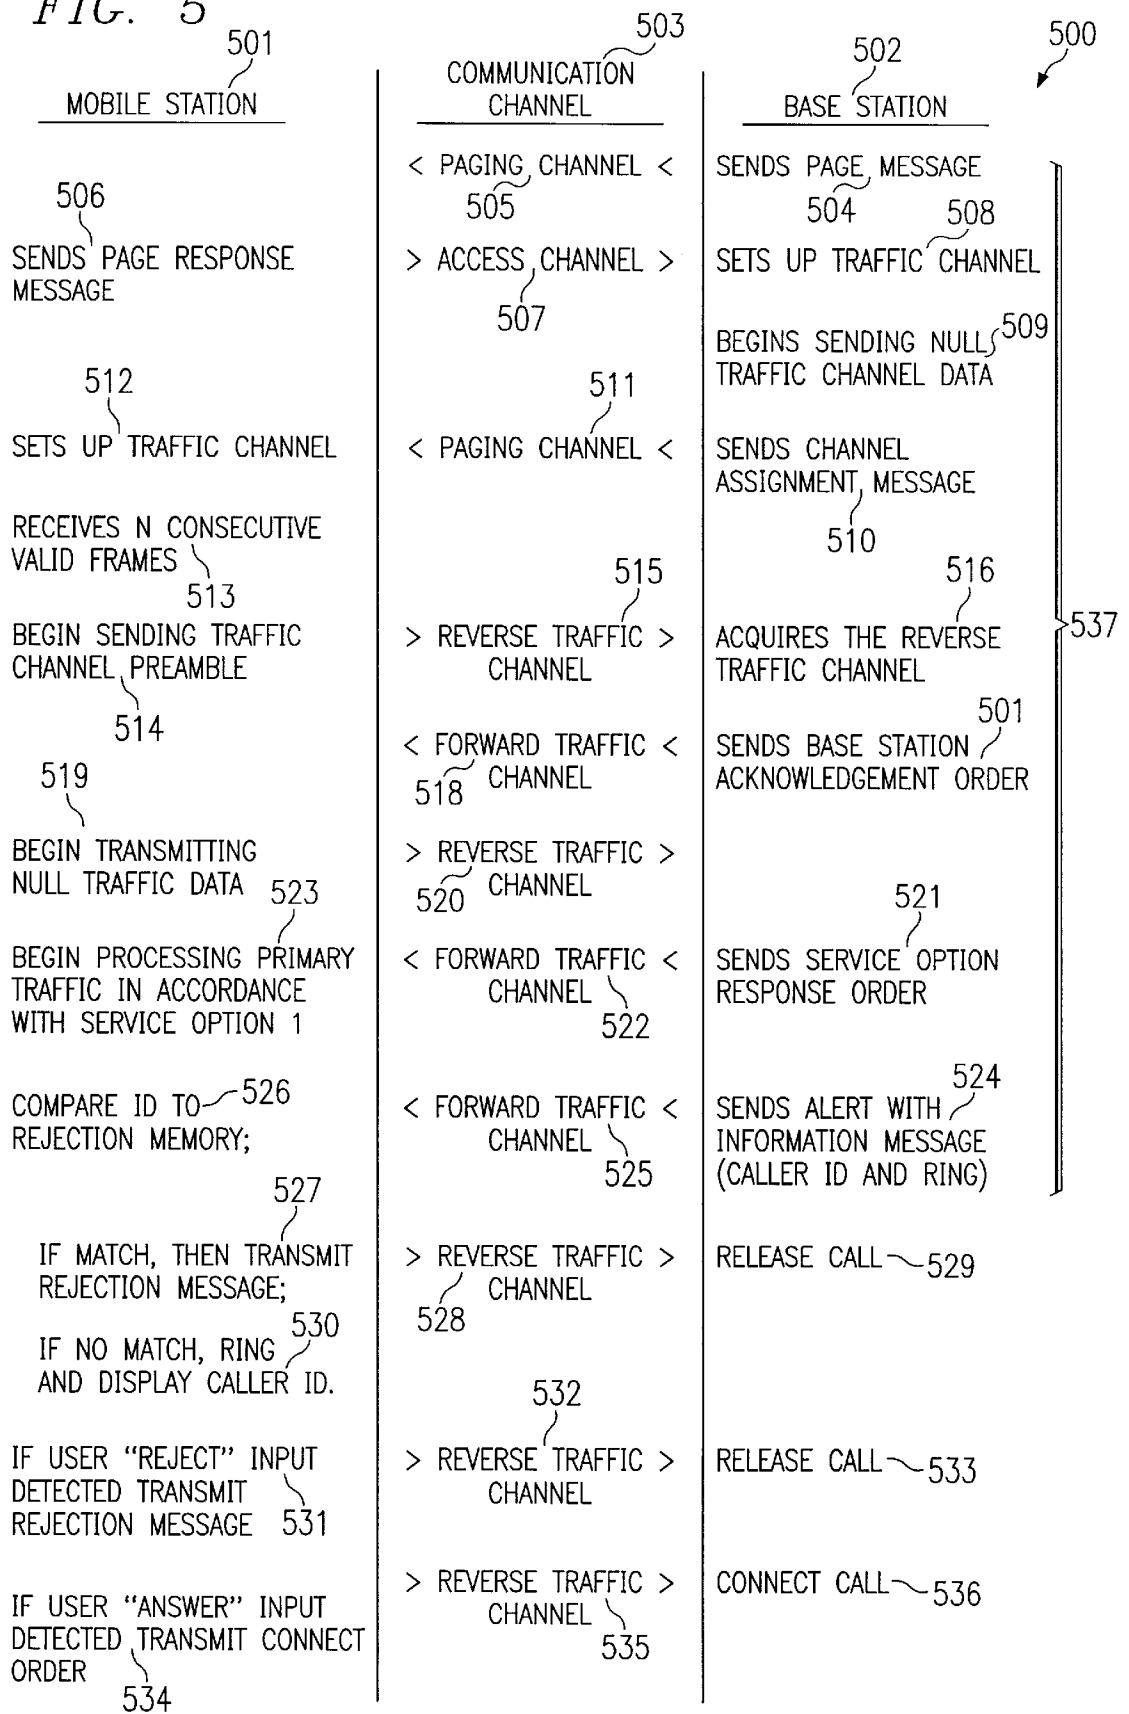 FIG. 5
501
503
502
500
MOBILE STATION
COMMUNICATION
CHANNEL
BASE STATION
< PAGING CHANNEL <
505
SENDS PAGE MESSAGE
504
506
SENDS PAGE RESPONSE
MESSAGE
> ACCESS CHANNEL >
507
508
SETS UP TRAFFIC CHANNEL
BEGINS SENDING NULL
TRAFFIC CHANNEL DATA
509
512
SETS UP TRAFFIC CHANNEL
511
< PAGING CHANNEL <
SENDS CHANNEL
ASSIGNMENT MESSAGE
510
RECEIVES N CONSECUTIVE
VALID FRAMES
513
BEGIN SENDING TRAFFIC
CHANNEL PREAMBLE
514
515
> REVERSE TRAFFIC >
CHANNEL
516
ACQUIRES THE REVERSE
TRAFFIC CHANNEL
537
< FORWARD TRAFFIC <
CHANNEL
518
501
SENDS BASE STATION
ACKNOWLEDGEMENT ORDER
519
BEGIN TRANSMITTING
NULL TRAFFIC DATA
> REVERSE TRAFFIC >
CHANNEL
520
523
BEGIN PROCESSING PRIMARY
TRAFFIC IN ACCORDANCE
WITH SERVICE OPTION 1
< FORWARD TRAFFIC <
CHANNEL
522
521
SENDS SERVICE OPTION
RESPONSE ORDER
COMPARE ID TO
REJECTION MEMORY;
526
< FORWARD TRAFFIC <
CHANNEL
525
524
SENDS ALERT WITH
INFORMATION MESSAGE
(CALLER ID AND RING)
527
IF MATCH, THEN TRANSMIT
REJECTION MESSAGE;
> REVERSE TRAFFIC >
CHANNEL
528
RELEASE CALL
529
530
IF NO MATCH, RING
AND DISPLAY CALLER ID.
IF USER "REJECT" INPUT
DETECTED TRANSMIT
REJECTION MESSAGE
531
532
> REVERSE TRAFFIC >
CHANNEL
RELEASE CALL
533
IF USER "ANSWER" INPUT
DETECTED TRANSMIT CONNECT
ORDER
534
> REVERSE TRAFFIC >
CHANNEL
535
CONNECT CALL
536